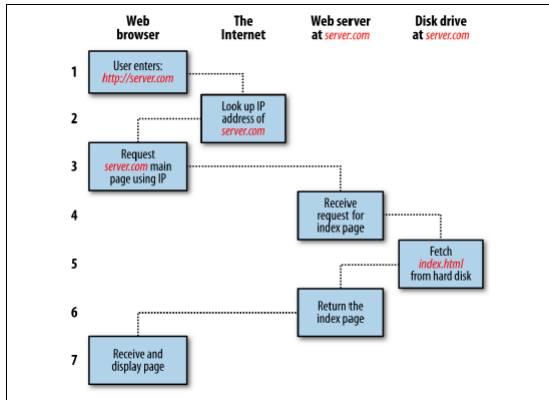 Web
browser
The
Internet
Web server
at server.com
Disk drive
at server.com
1
User enters:
http://server.com
2
Look up IP
address of
server.com
3
Request
server.com main
page using IP
4
Receive
request for
index page
5
Fetch
index.html
from hard disk
6
Return the
index page
7
Receive and
display page